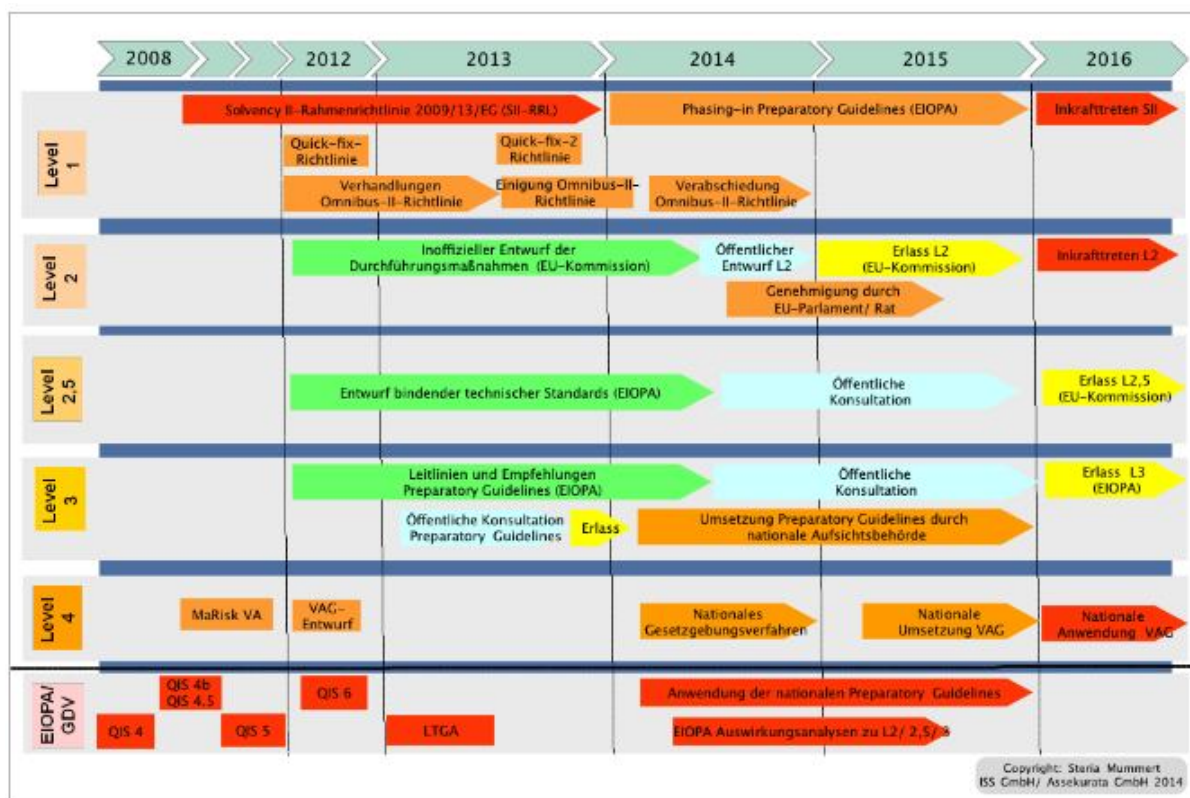 2008
2012
2013
2014
2015
2016
Level
1
Solvency II-Rahmenrichtlinie 2009/13/EG (SII-RRL)
Phasing-in Preparatory Guidelines (EIOPA)
Inkrafttreten SII
Quick-fix-
Richtlinie
Quick-fix-2
Richtlinie
Verhandlungen
Omnibus-II-Richtlinie
Einigung Omnibus-II-
Richtlinie
Verabschiedung
Omnibus-II-Richtlinie
Level
2
Inoffizieller Entwurf der
Durchführungsmaßnahmen (EU-Kommission)
Öffentlicher
Entwurf L2
Erlass L2
(EU-Kommission)
Inkrafttreten L2
Genehmigung durch
EU-Parlament/ Rat
Level
2,5
Entwurf bindender technischer Standards (EIOPA)
Öffentliche
Konsultation
Erlass L2,5
(EU-Kommission)
Level
3
Leitlinien und Empfehlungen
Preparatory Guidelines (EIOPA)
Öffentliche
Konsultation
Erlass L3
(EIOPA)
Öffentliche Konsultation
Preparatory Guidelines
Erlass
Umsetzung Preparatory Guidelines durch
nationale Aufsichtsbehörde
Level
4
MaRisk VA
VAG-
Entwurf
Nationales
Gesetzgebungsverfahren
Nationale
Umsetzung VAG
Nationale
Anwendung VAG
EIOPA/
GDV
QIS 4
QIS 4b
QIS 4.5
QIS 5
QIS 6
LTGA
Anwendung der nationalen Preparatory Guidelines
EIOPA Auswirkungsanalysen zu L2/ 2,5/ 3
Copyright: Steria Mummert
ISS GmbH/ Assekurata GmbH 2014